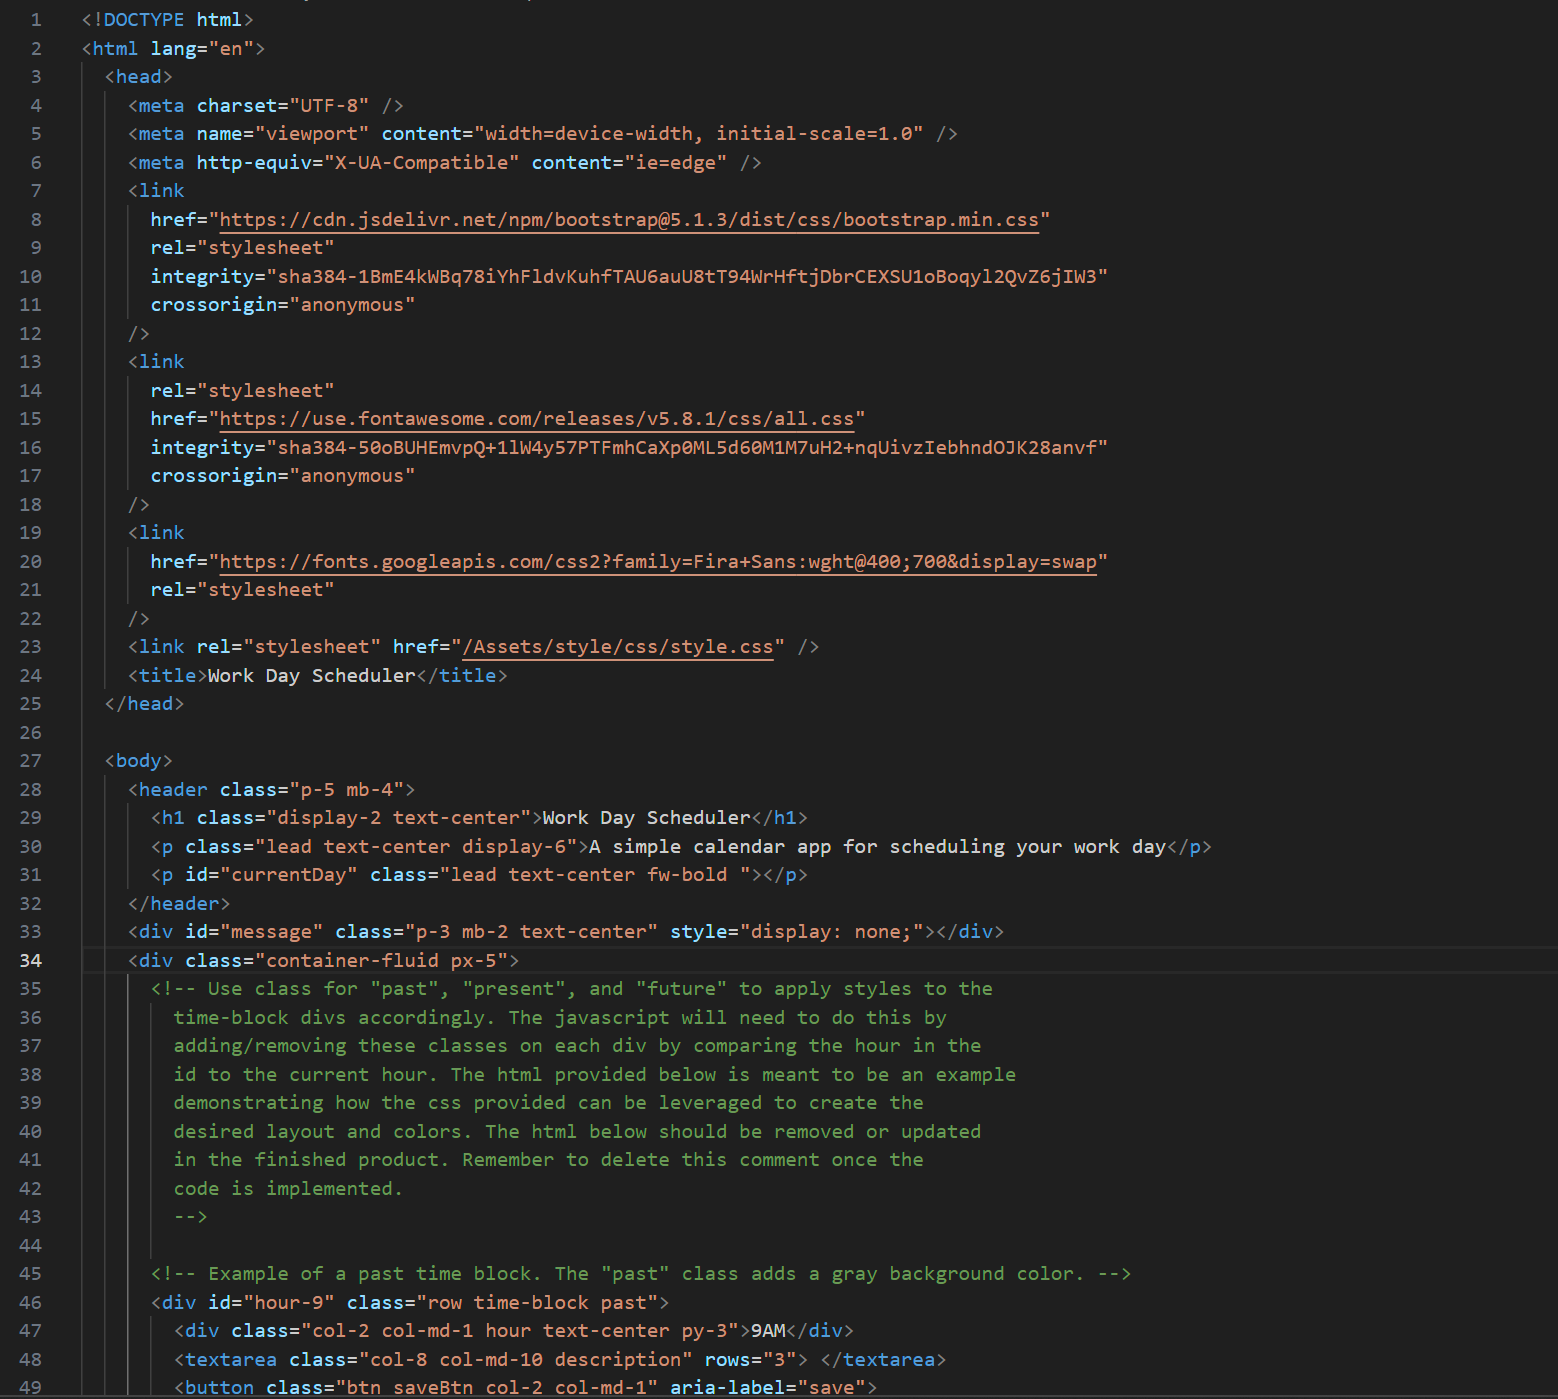 1 <!DOCTYPE html>
2 <html lang="en">
3 <head>
4 <meta charset="UTF-8" />
5 <meta name="viewport" content="width=device-width, initial-scale=1.0" />
6 <meta http-equiv="X-UA-Compatible" content="ie=edge" />
7 <link
8 href="https://cdn.jsdelivr.net/npm/bootstrap@5.1.3/dist/css/bootstrap.min.css"
9 rel="stylesheet"
10 integrity="sha384-1BmE4kWBq78iYhFldvKuhfTAU6auU8tT94WrHftjDbrCEXSU1oBoqyl2QvZ6jIW3"
11 crossorigin="anonymous"
12 />
13 <link
14 rel="stylesheet"
15 href="https://use.fontawesome.com/releases/v5.8.1/css/all.css"
16 integrity="sha384-50oBUHEmvpQ+1lW4y57PTFmhCaXp0ML5d60M1M7uH2+nqUivzIebhndOJK28anvf"
17 crossorigin="anonymous"
18 />
19 <link
20 href="https://fonts.googleapis.com/css2?family=Fira+Sans:wght@400;700&display=swap"
21 rel="stylesheet"
22 />
23 <link rel="stylesheet" href="/Assets/style/css/style.css" />
24 <title>Work Day Scheduler</title>
25 </head>
26
27 <body>
28 <header class="p-5 mb-4">
29 <h1 class="display-2 text-center">Work Day Scheduler</h1>
30 <p class="lead text-center display-6">A simple calendar app for scheduling your work day</p>
31 <p id="currentDay" class="lead text-center fw-bold "></p>
32 </header>
33 <div id="message" class="p-3 mb-2 text-center" style="display: none;"></div>
34 <div class="container-fluid px-5">
35 <!-- Use class for "past", "present", and "future" to apply styles to the
36 time-block divs accordingly. The javascript will need to do this by
37 adding/removing these classes on each div by comparing the hour in the
38 id to the current hour. The html provided below is meant to be an example
39 demonstrating how the css provided can be leveraged to create the
40 desired layout and colors. The html below should be removed or updated
41 in the finished product. Remember to delete this comment once the
42 code is implemented.
43 -->
44
45 <!-- Example of a past time block. The "past" class adds a gray background color. -->
46 <div id="hour-9" class="row time-block past">
47 <div class="col-2 col-md-1 hour text-center py-3">9AM</div>
48 <textarea class="col-8 col-md-10 description" rows="3"> </textarea>
49 <button class="btn saveBtn col-2 col-md-1" aria-label="save">